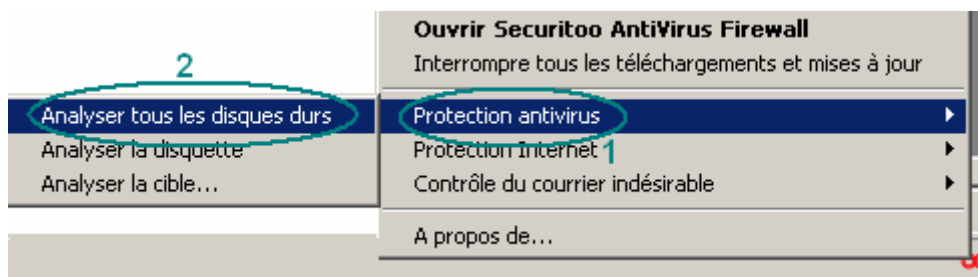 Ouvrir Securitoo AntiVirus Firewall
Interrompre tous les téléchargements et mises à jour
2
Analyser tous les disques durs
Analyser la disquette
Analyser la cible...
Protection antivirus
Protection Internet 1
Contrôle du courrier indésirable
A propos de...